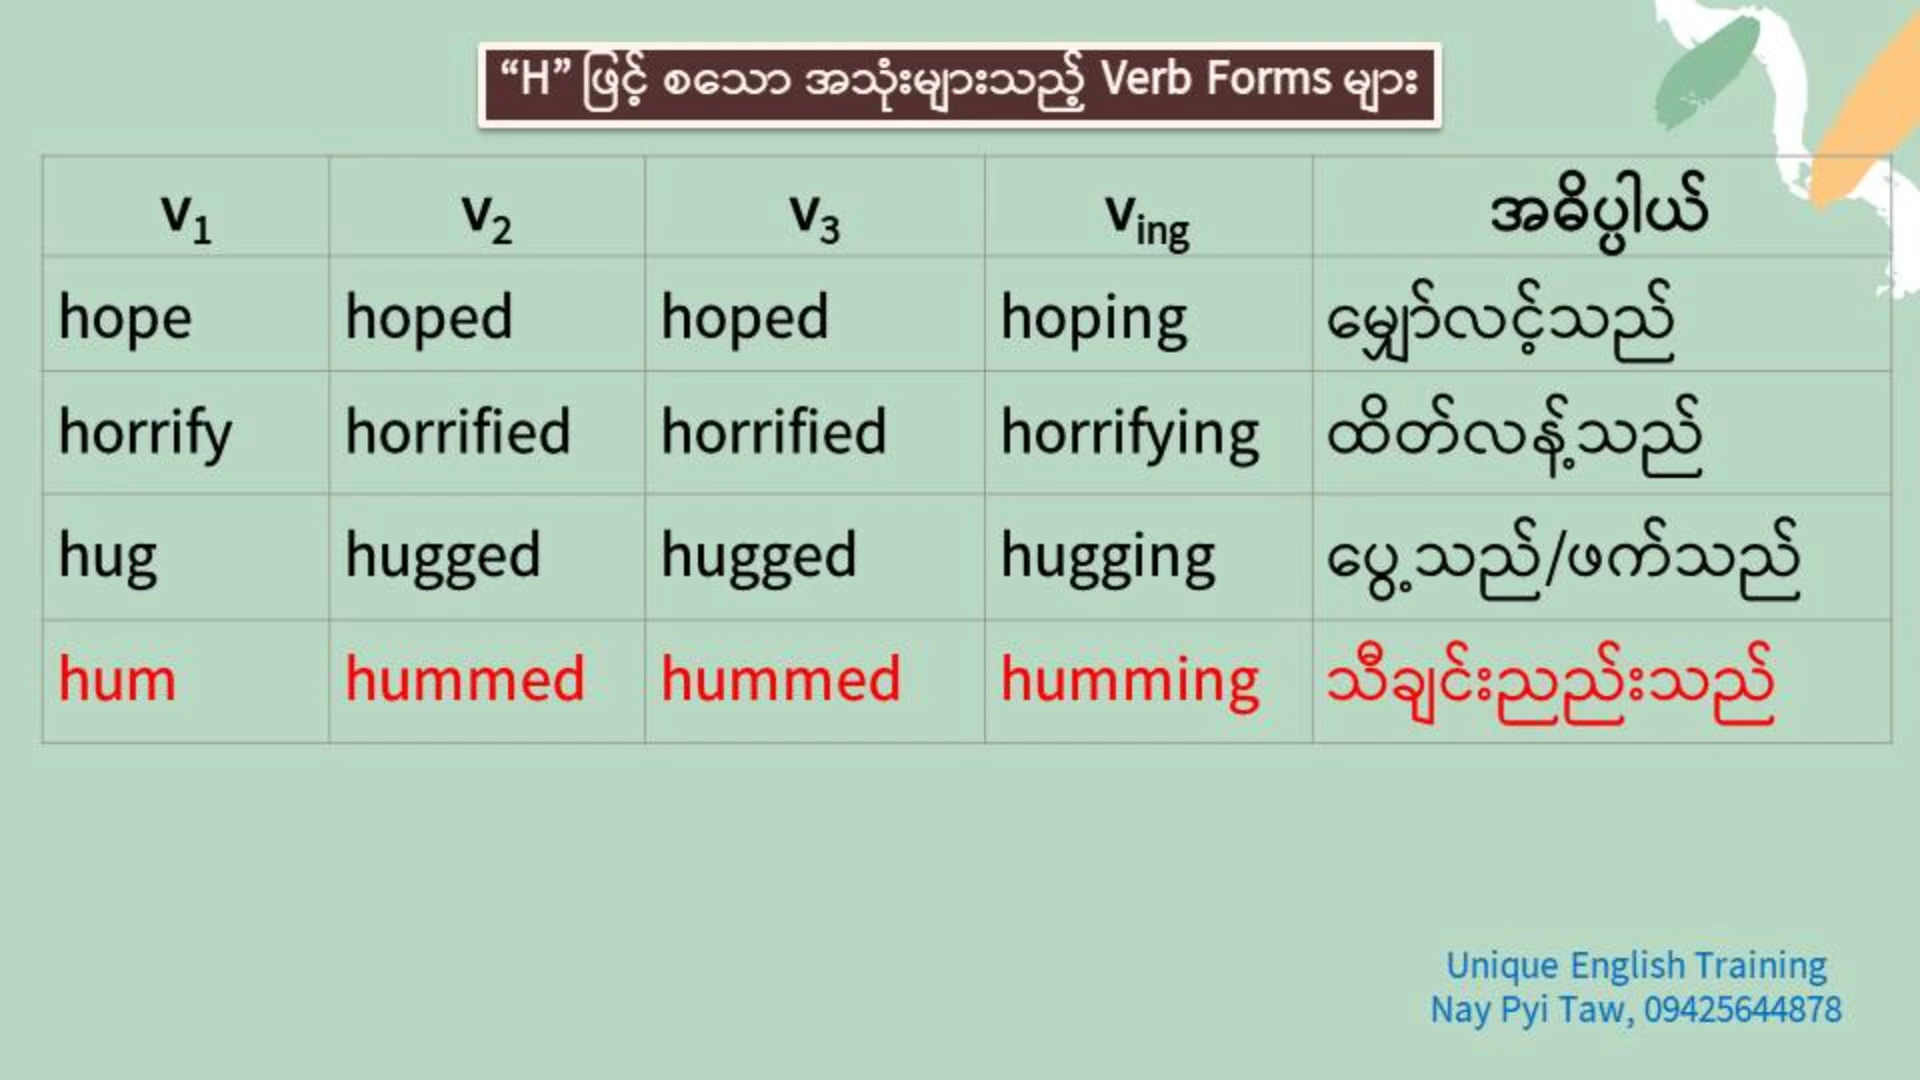 “H” ဖြင့် စသော အသုံးများသည့် Verb Forms များ
V1 V2 V3 Ving အဓိပ္ပါယ်
hope hoped hoped hoping မျှော်လင့်သည်
horrify horrified horrified horrifying ထိတ်လန့်သည်
hug hugged hugged hugging ပွေ့သည်/ဖက်သည်
hum hummed hummed humming သီချင်းညည်းသည်
Unique English Training
Nay Pyi Taw, 09425644878